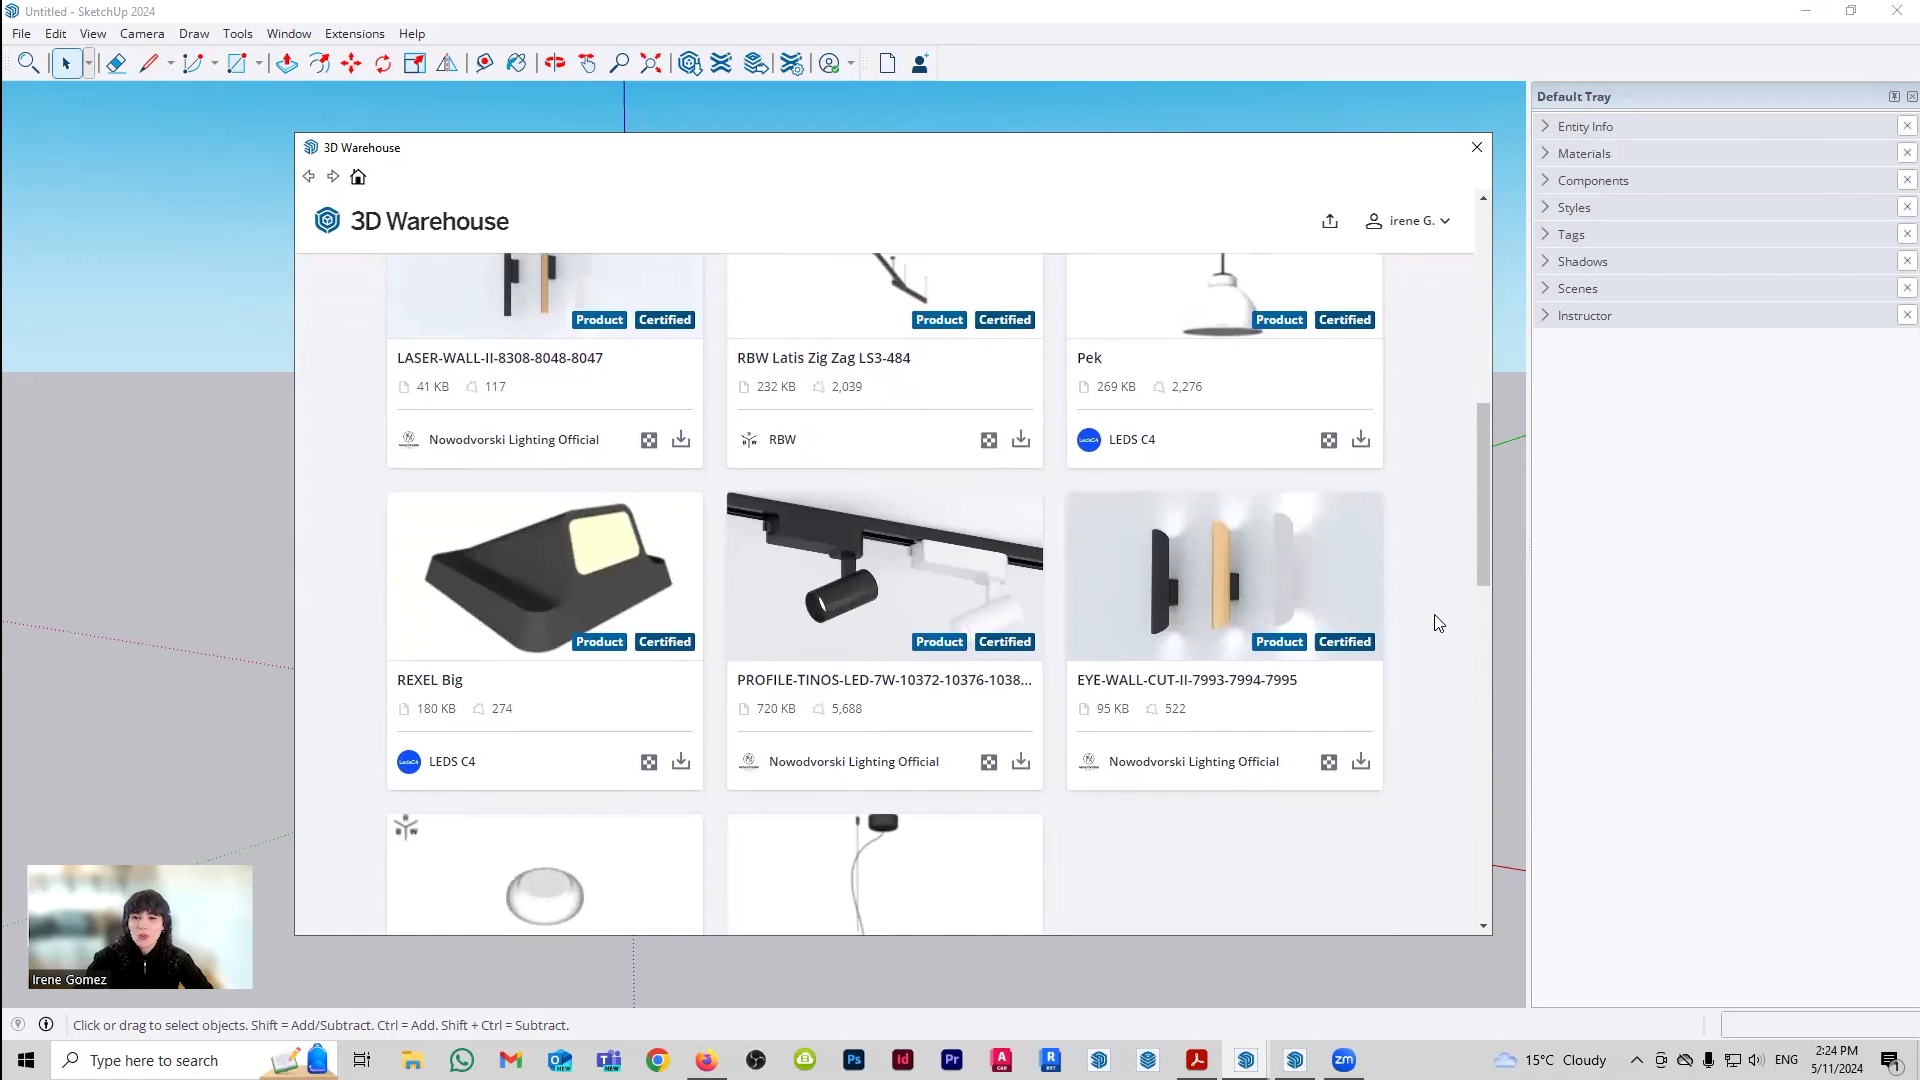 Untitled - SketchUp 2024
File Edit View Camera Draw Tools Window Extensions Help
Default Tray
Entity Info
Materials
Components
Styles
Tags
Shadows
Scenes
Instructor
3D Warehouse
3D Warehouse
irene G.
Product Certified
Product Certified
Product Certified
LASER-WALL-II-8308-8048-8047
RBW Latis Zig Zag LS3-484
Pek
41 KB 117
232 KB 2,039
269 KB 2,276
Nowodvorski Lighting Official
RBW
LEDS C4
Product Certified
Product Certified
Product Certified
REXEL Big
PROFILE-TINOS-LED-7W-10372-10376-1038...
EYE-WALL-CUT-II-7993-7994-7995
180 KB 274
720 KB 5,688
95 KB 522
LEDS C4
Nowodvorski Lighting Official
Nowodvorski Lighting Official
Irene Gomez
Click or drag to select objects. Shift = Add/Subtract. Ctrl = Add. Shift + Ctrl = Subtract.
Type here to search
15°C Cloudy
ENG
2:24 PM
5/11/2024